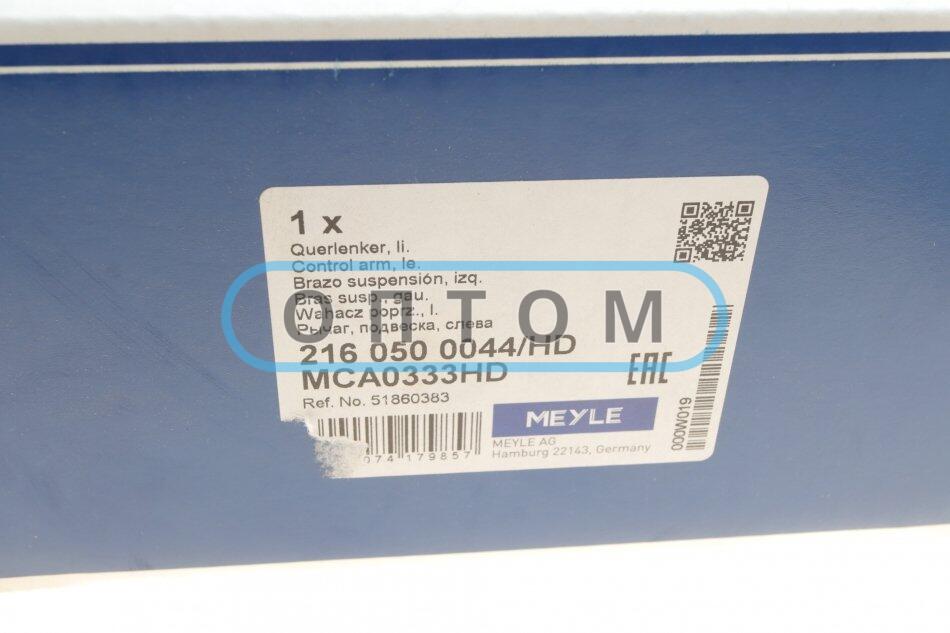 1 x
Querlenker, li.
Control arm, le.
Brazo suspensión, izq.
Bras susp., gau.
Wahacz poprz., l.
Рычаг, подвеска, слева
ОПТОМ
216 050 0044/HD
MCA0333HD
EAC
Ref. No. 51860383
MEYLE
074 179857
MEYLE AG
Hamburg 22143, Germany
000W019